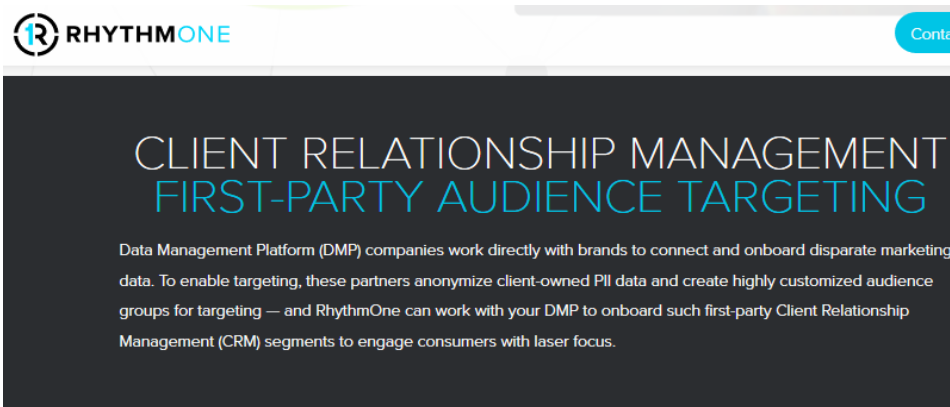 RHYTHMONE
Conta
CLIENT RELATIONSHIP MANAGEMENT
FIRST-PARTY AUDIENCE TARGETING
Data Management Platform (DMP) companies work directly with brands to connect and onboard disparate marketing
data. To enable targeting, these partners anonymize client-owned PII data and create highly customized audience
groups for targeting — and RhythmOne can work with your DMP to onboard such first-party Client Relationship
Management (CRM) segments to engage consumers with laser focus.